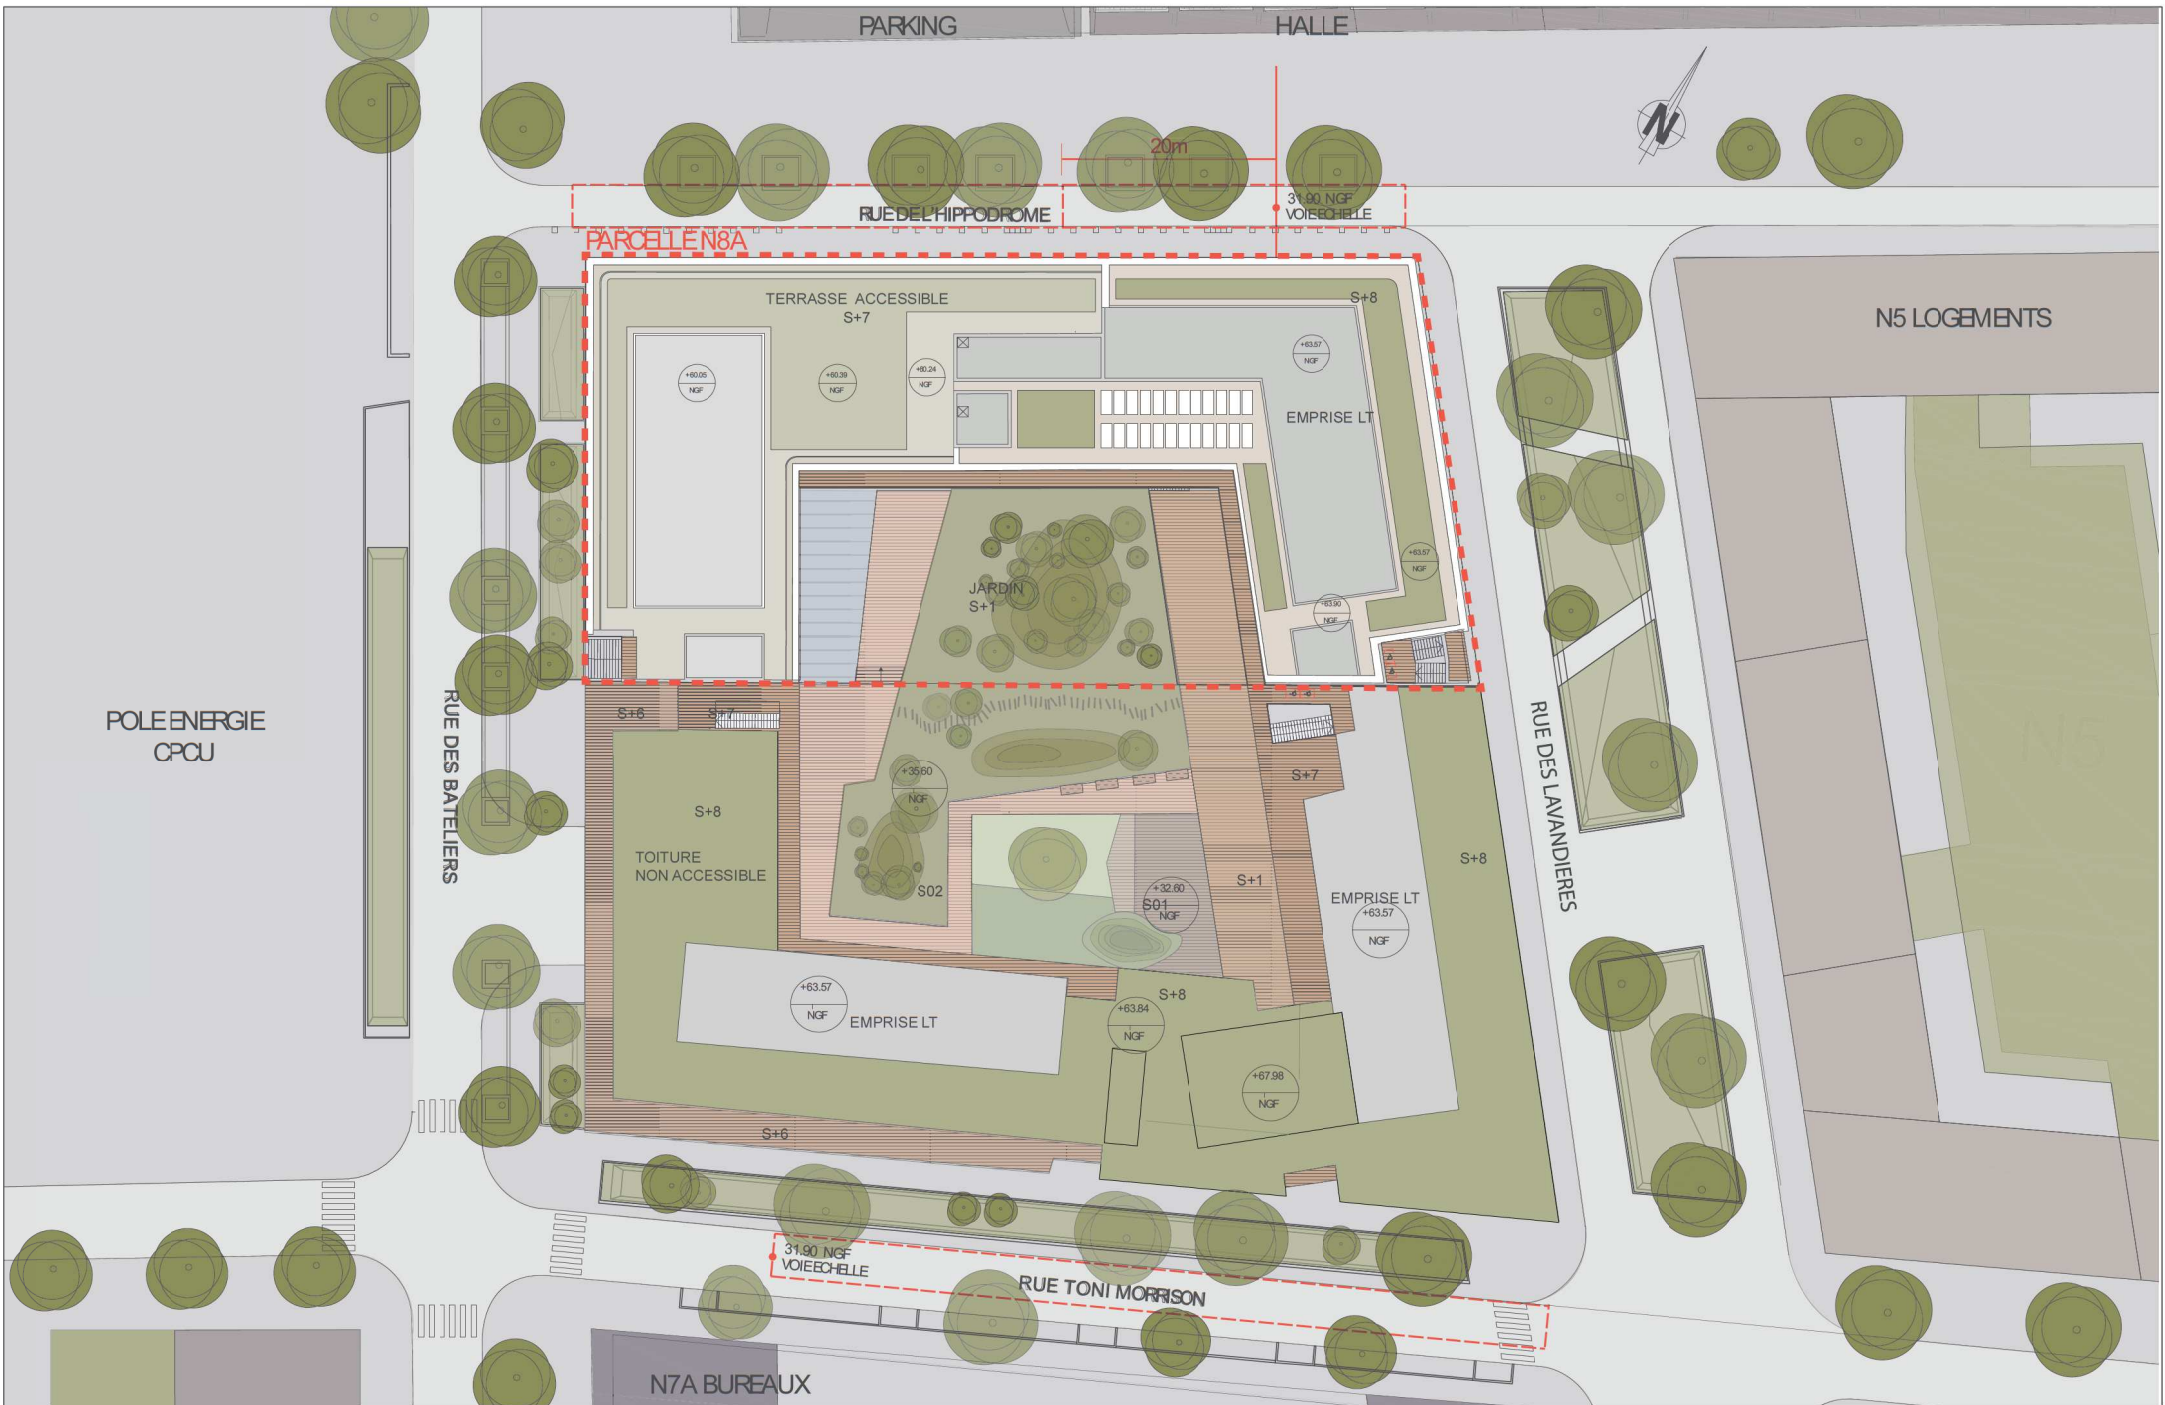 PARKING
HALLE
N
20m
RUE DE L'HIPPODROME
31.90 NGF
VOIE ECHELLE
PARCELLE N8A
TERRASSE ACCESSIBLE
S+7
S+8
N5 LOGEMENTS
+63.57
NGF
+60.05
NGF
+60.39
NGF
+60.24
NGF
EMPRISE LT
+63.57
NGF
JARDIN
S+1
+63.90
NGF
POLE ENERGIE
CPCU
RUE DES BATELIERS
S+6
S+7
RUE DES LAVANDIERES
N5
+35.60
NGF
S+7
S+8
TOITURE
NON ACCESSIBLE
S02
S+1
S+8
+32.60
S01
NGF
EMPRISE LT
+63.57
NGF
+63.57
NGF
EMPRISE LT
S+8
+63.84
NGF
+67.98
NGF
S+6
31.90 NGF
VOIE ECHELLE
RUE TONI MORRISON
N7A BUREAUX